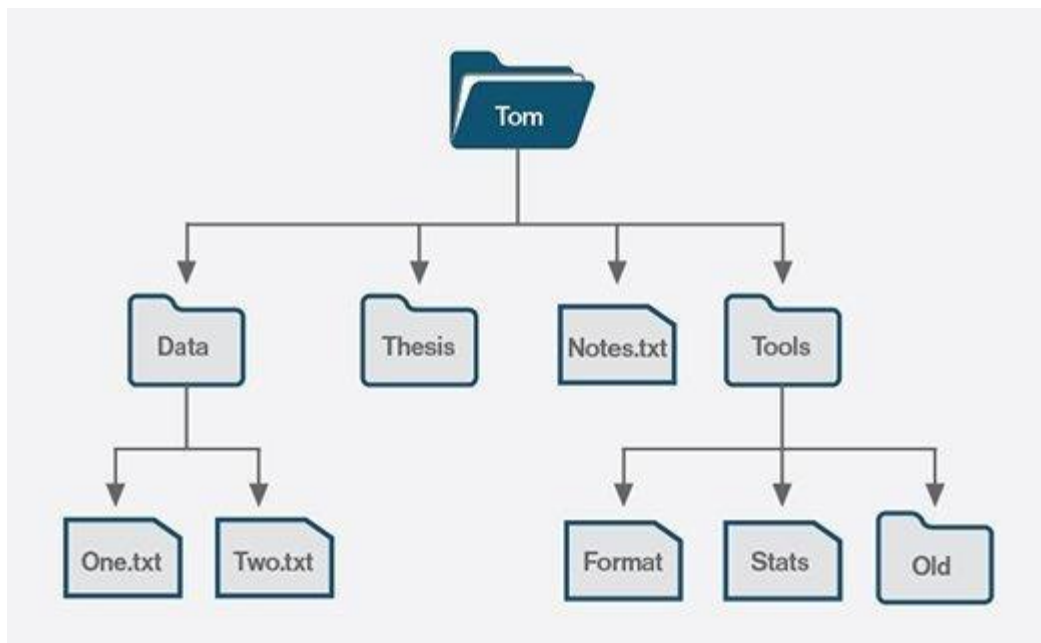 Tom
Data
Thesis
Notes.txt
Tools
One.txt
Two.txt
Format
Stats
Old